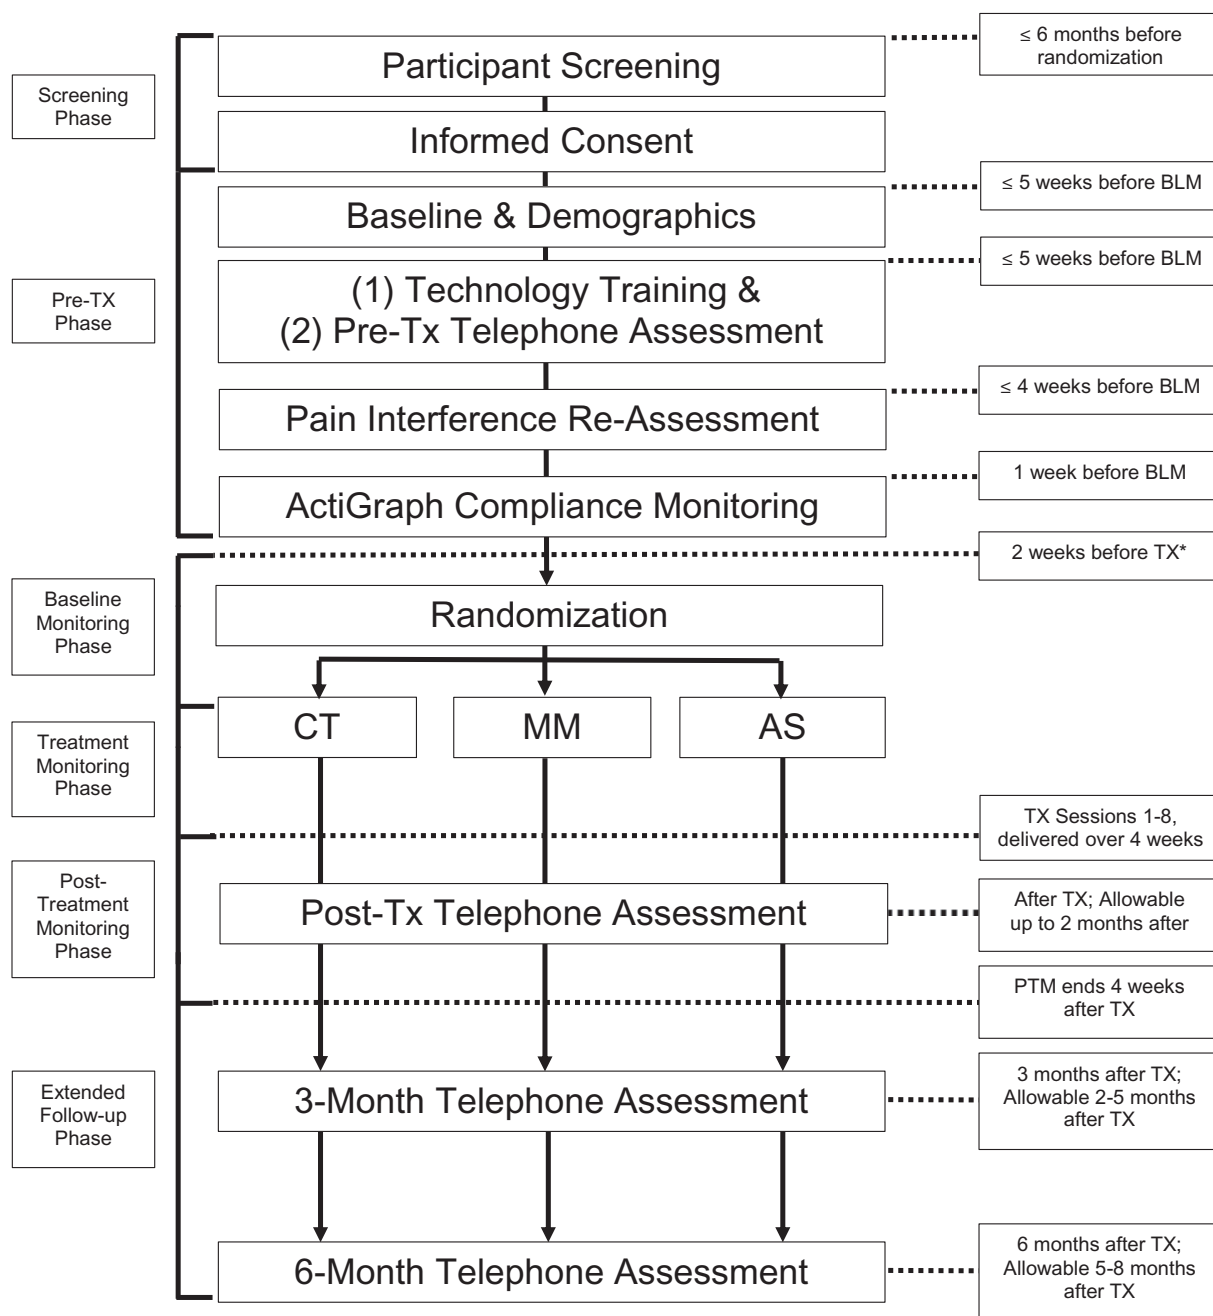 ≤ 6 months before
randomization
Participant Screening
Screening
Phase
Informed Consent
≤ 5 weeks before BLM
Baseline & Demographics
≤ 5 weeks before BLM
(1) Technology Training &
(2) Pre-Tx Telephone Assessment
Pre-TX
Phase
≤ 4 weeks before BLM
Pain Interference Re-Assessment
1 week before BLM
ActiGraph Compliance Monitoring
2 weeks before TX*
Baseline
Monitoring
Phase
Randomization
CT
MM
AS
Treatment
Monitoring
Phase
TX Sessions 1-8,
delivered over 4 weeks
Post-
Treatment
Monitoring
Phase
Post-Tx Telephone Assessment
After TX; Allowable
up to 2 months after
PTM ends 4 weeks
after TX
Extended
Follow-up
Phase
3-Month Telephone Assessment
3 months after TX;
Allowable 2-5 months
after TX
6-Month Telephone Assessment
6 months after TX;
Allowable 5-8 months
after TX